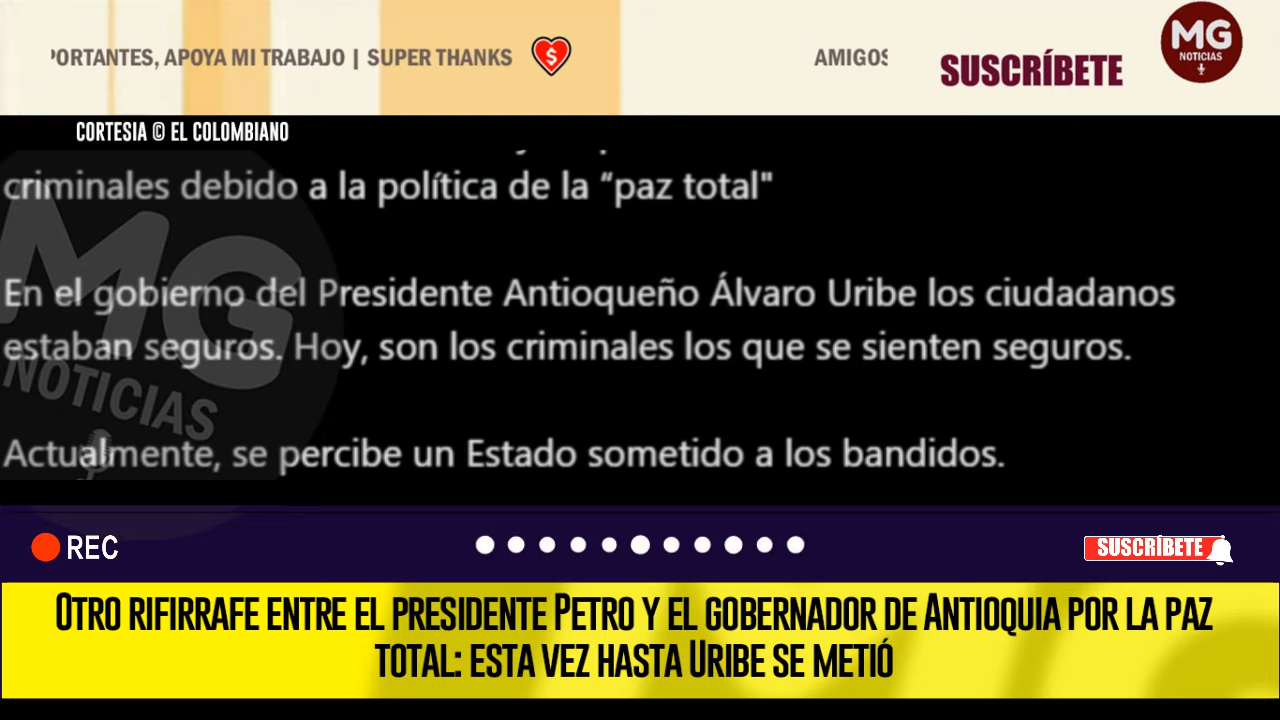 PORTANTES, APOYA MI TRABAJO | SUPER THANKS
AMIGOS
SUSCRÍBETE
MG
NOTICIAS
CORTESIA © EL COLOMBIANO
criminales debido a la política de la “paz total"
En el gobierno del Presidente Antioqueño Álvaro Uribe los ciudadanos
estaban seguros. Hoy, son los criminales los que se sienten seguros.
Actualmente, se percibe un Estado sometido a los bandidos.
MG
NOTICIAS
REC
SUSCRÍBETE
OTRO RIFIRRAFE ENTRE EL PRESIDENTE PETRO Y EL GOBERNADOR DE ANTIOQUIA POR LA PAZ
TOTAL: ESTA VEZ HASTA URIBE SE METIÓ